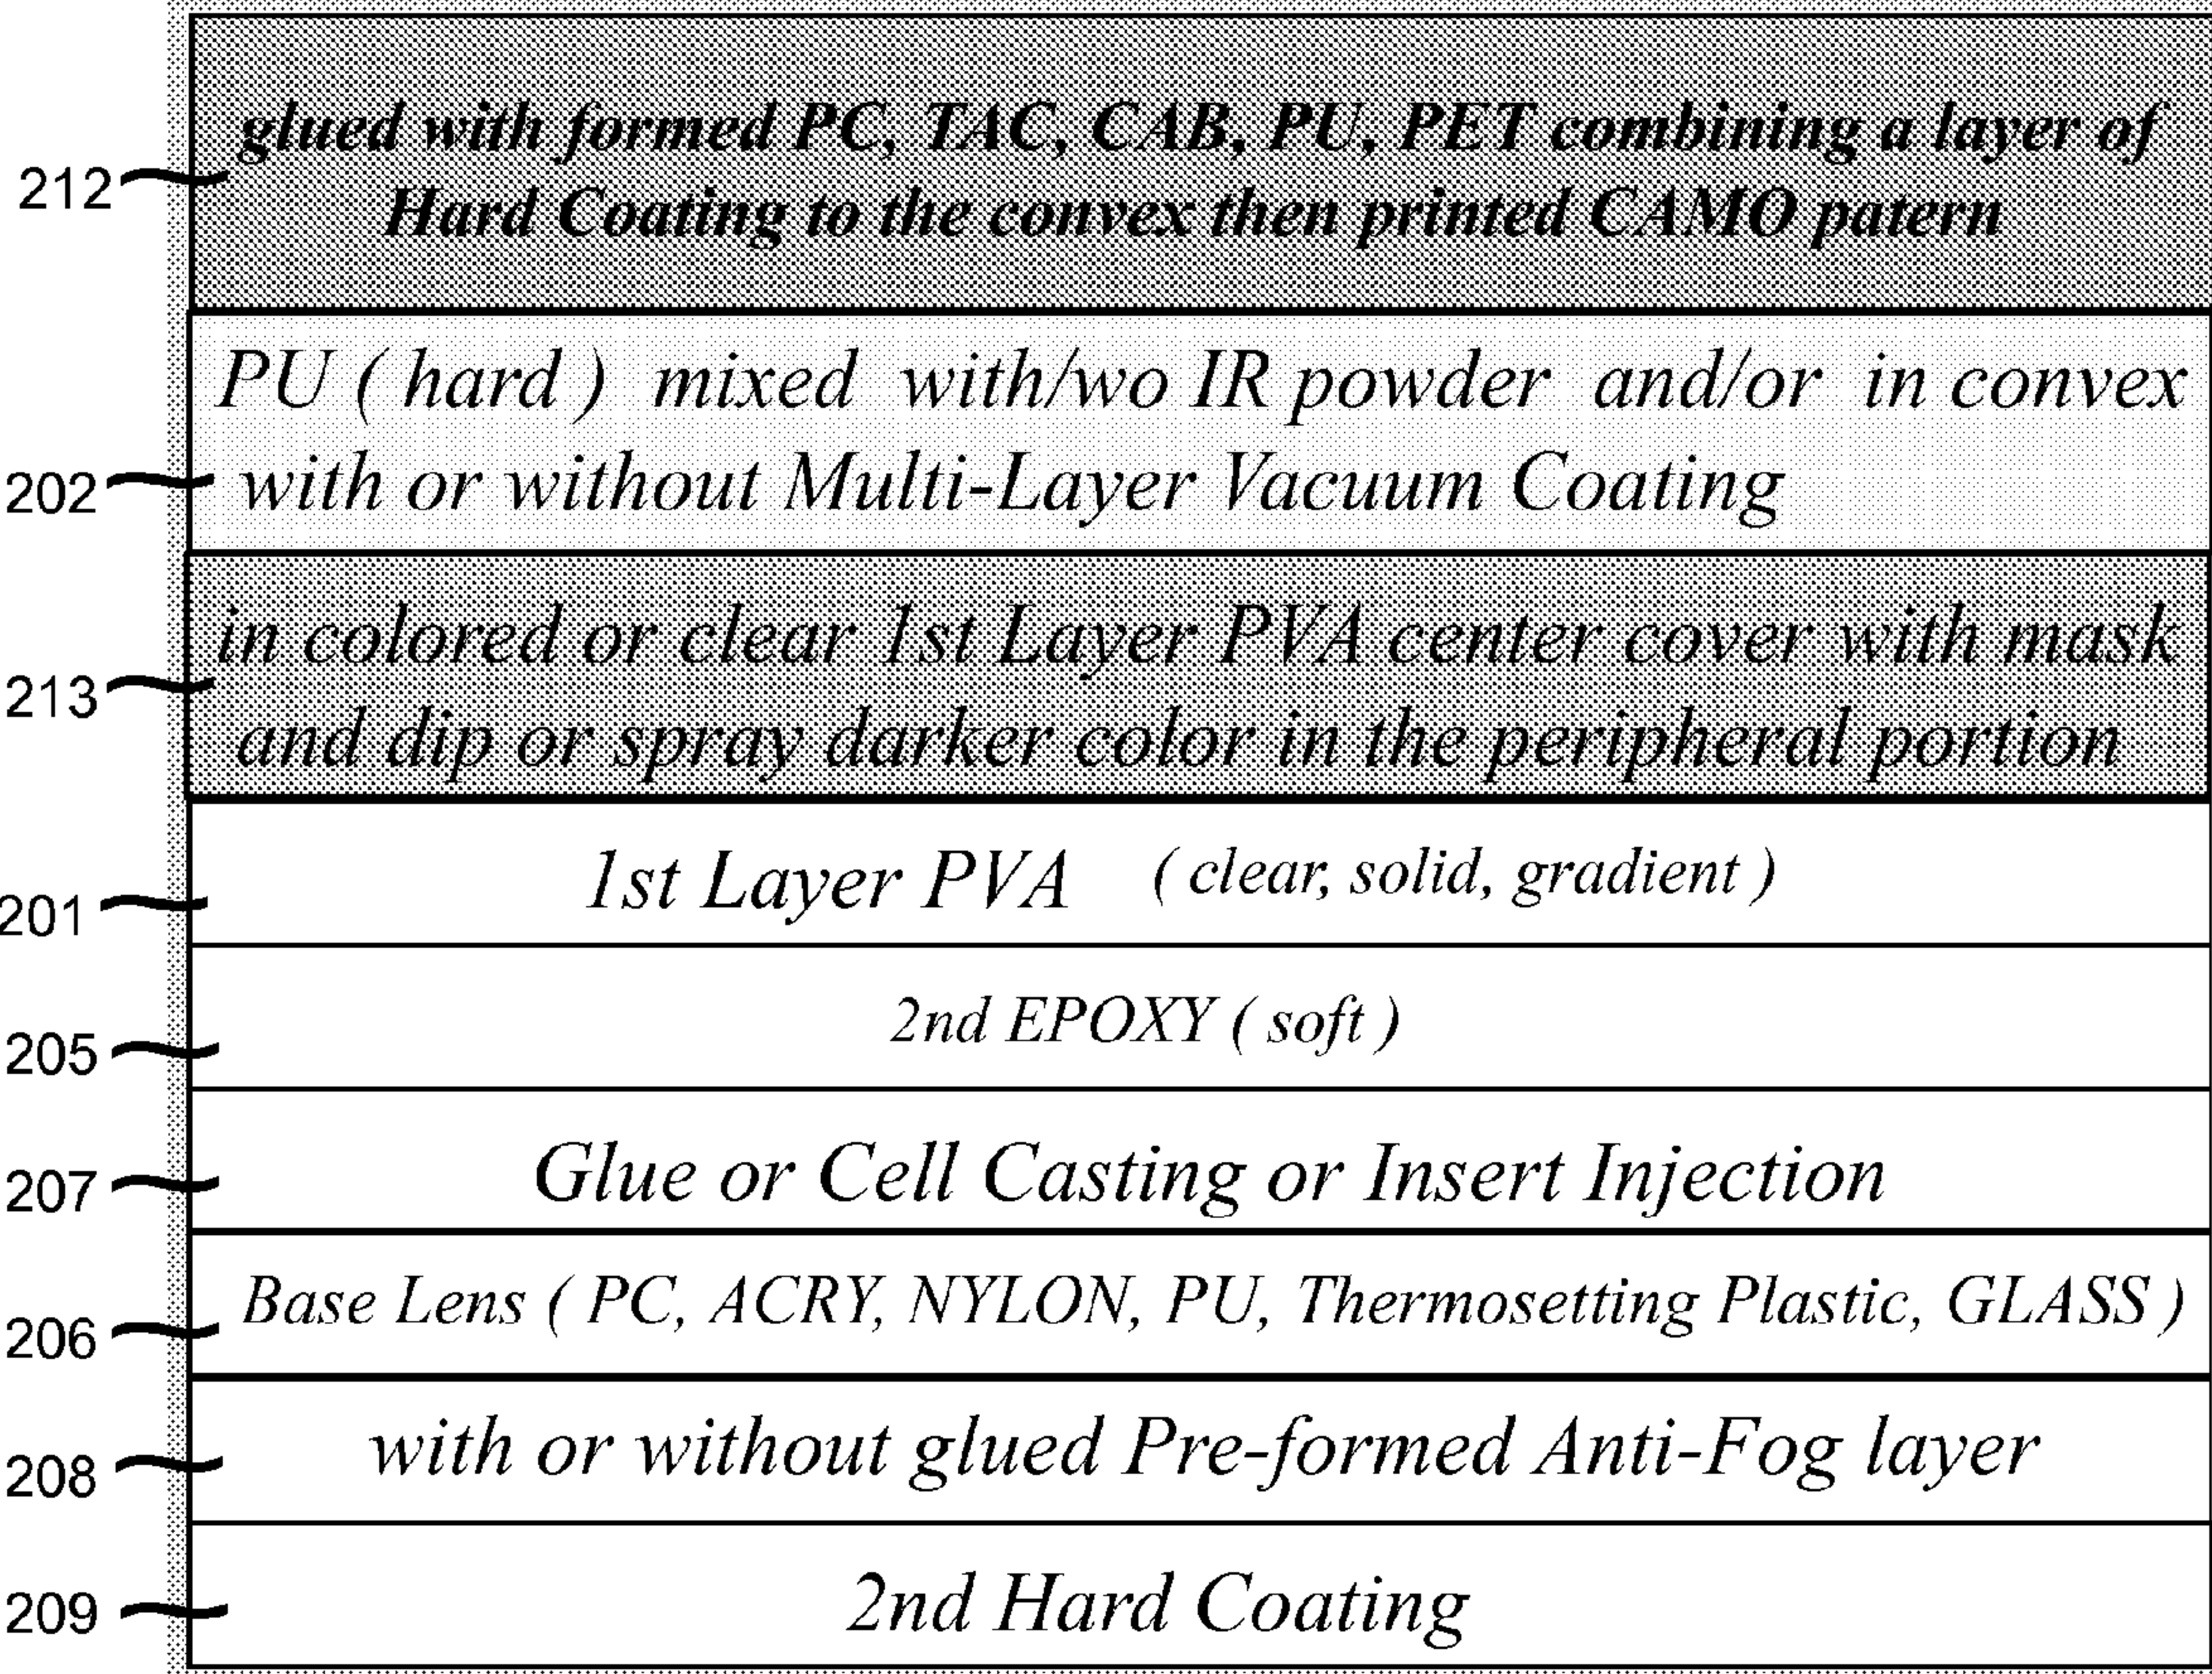 glued with formed PC, TAC, CAB, PU, PET combining a layer of
212
Hard Coating to the convex then printed CAMO patern
PU ( hard ) mixed with/wo IR powder and/or in convex
202
with or without Multi-Layer Vacuum Coating
in colored or clear 1st Layer PVA center cover with mask
213
and dip or spray darker color in the peripheral portion
201
1st Layer PVA ( clear, solid, gradient )
205
2nd EPOXY ( soft )
207
Glue or Cell Casting or Insert Injection
206
Base Lens ( PC, ACRY, NYLON, PU, Thermosetting Plastic, GLASS )
208
with or without glued Pre-formed Anti-Fog layer
209
2nd Hard Coating